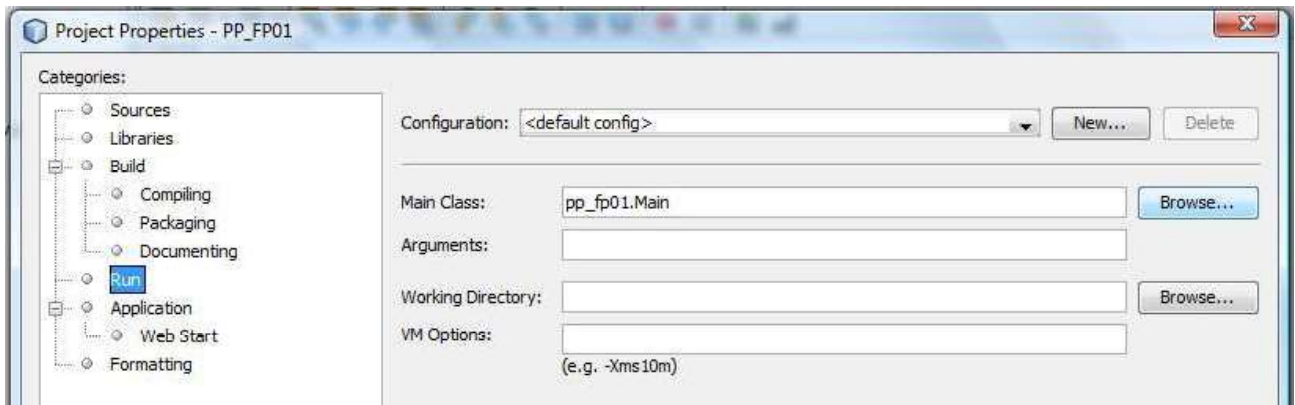 Project Properties - PP_FP01
Categories:
Sources
Libraries
Build
Compiling
Packaging
Documenting
Run
Application
Web Start
Formatting
Configuration: <default config> New... Delete
Main Class: pp_fp01.Main Browse...
Arguments:
Working Directory: Browse...
VM Options:
(e.g. -Xms10m)